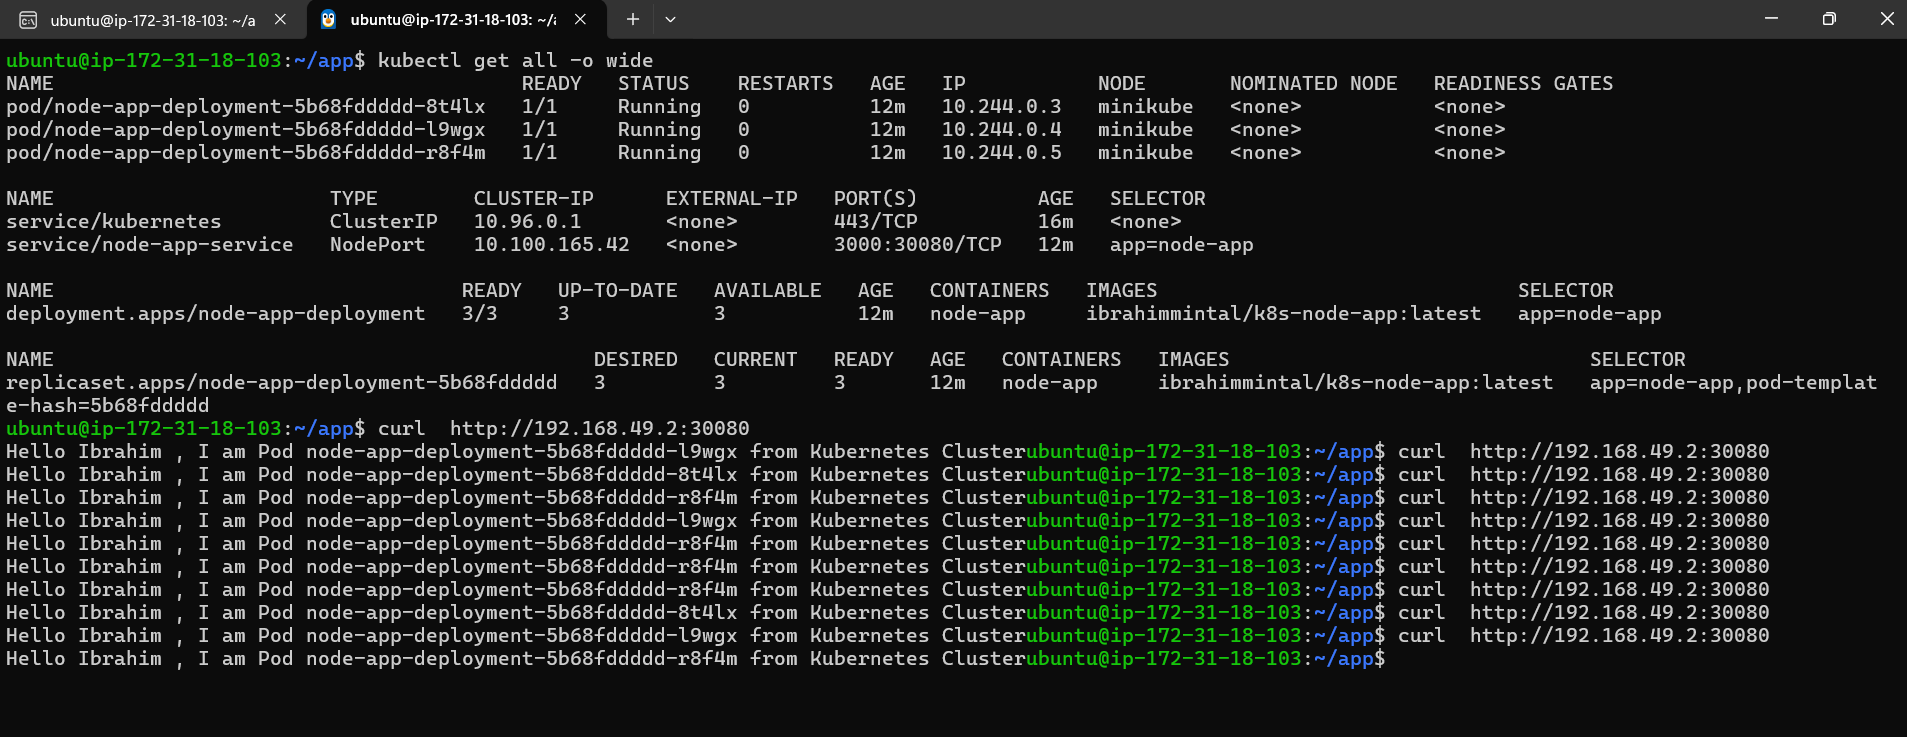 ubuntu@ip-172-31-18-103: ~/a
ubuntu@ip-172-31-18-103: ~/a
ubuntu@ip-172-31-18-103:~/app$ kubectl get all -o wide
NAME READY STATUS RESTARTS AGE IP NODE NOMINATED NODE READINESS GATES
pod/node-app-deployment-5b68fddddd-8t4lx 1/1 Running 0 12m 10.244.0.3 minikube <none> <none>
pod/node-app-deployment-5b68fddddd-l9wgx 1/1 Running 0 12m 10.244.0.4 minikube <none> <none>
pod/node-app-deployment-5b68fddddd-r8f4m 1/1 Running 0 12m 10.244.0.5 minikube <none> <none>
NAME TYPE CLUSTER-IP EXTERNAL-IP PORT(S) AGE SELECTOR
service/kubernetes ClusterIP 10.96.0.1 <none> 443/TCP 16m <none>
service/node-app-service NodePort 10.100.165.42 <none> 3000:30080/TCP 12m app=node-app
NAME READY UP-TO-DATE AVAILABLE AGE CONTAINERS IMAGES SELECTOR
deployment.apps/node-app-deployment 3/3 3 3 12m node-app ibrahimmintal/k8s-node-app:latest app=node-app
NAME DESIRED CURRENT READY AGE CONTAINERS IMAGES SELECTOR
replicaset.apps/node-app-deployment-5b68fddddd 3 3 3 12m node-app ibrahimmintal/k8s-node-app:latest app=node-app,pod-templat
e-hash=5b68fddddd
ubuntu@ip-172-31-18-103:~/app$ curl  http://192.168.49.2:30080
Hello Ibrahim , I am Pod node-app-deployment-5b68fddddd-l9wgx from Kubernetes Clusterubuntu@ip-172-31-18-103:~/app$ curl  http://192.168.49.2:30080
Hello Ibrahim , I am Pod node-app-deployment-5b68fddddd-8t4lx from Kubernetes Clusterubuntu@ip-172-31-18-103:~/app$ curl  http://192.168.49.2:30080
Hello Ibrahim , I am Pod node-app-deployment-5b68fddddd-r8f4m from Kubernetes Clusterubuntu@ip-172-31-18-103:~/app$ curl  http://192.168.49.2:30080
Hello Ibrahim , I am Pod node-app-deployment-5b68fddddd-l9wgx from Kubernetes Clusterubuntu@ip-172-31-18-103:~/app$ curl  http://192.168.49.2:30080
Hello Ibrahim , I am Pod node-app-deployment-5b68fddddd-r8f4m from Kubernetes Clusterubuntu@ip-172-31-18-103:~/app$ curl  http://192.168.49.2:30080
Hello Ibrahim , I am Pod node-app-deployment-5b68fddddd-r8f4m from Kubernetes Clusterubuntu@ip-172-31-18-103:~/app$ curl  http://192.168.49.2:30080
Hello Ibrahim , I am Pod node-app-deployment-5b68fddddd-r8f4m from Kubernetes Clusterubuntu@ip-172-31-18-103:~/app$ curl  http://192.168.49.2:30080
Hello Ibrahim , I am Pod node-app-deployment-5b68fddddd-8t4lx from Kubernetes Clusterubuntu@ip-172-31-18-103:~/app$ curl  http://192.168.49.2:30080
Hello Ibrahim , I am Pod node-app-deployment-5b68fddddd-l9wgx from Kubernetes Clusterubuntu@ip-172-31-18-103:~/app$ curl  http://192.168.49.2:30080
Hello Ibrahim , I am Pod node-app-deployment-5b68fddddd-r8f4m from Kubernetes Clusterubuntu@ip-172-31-18-103:~/app$